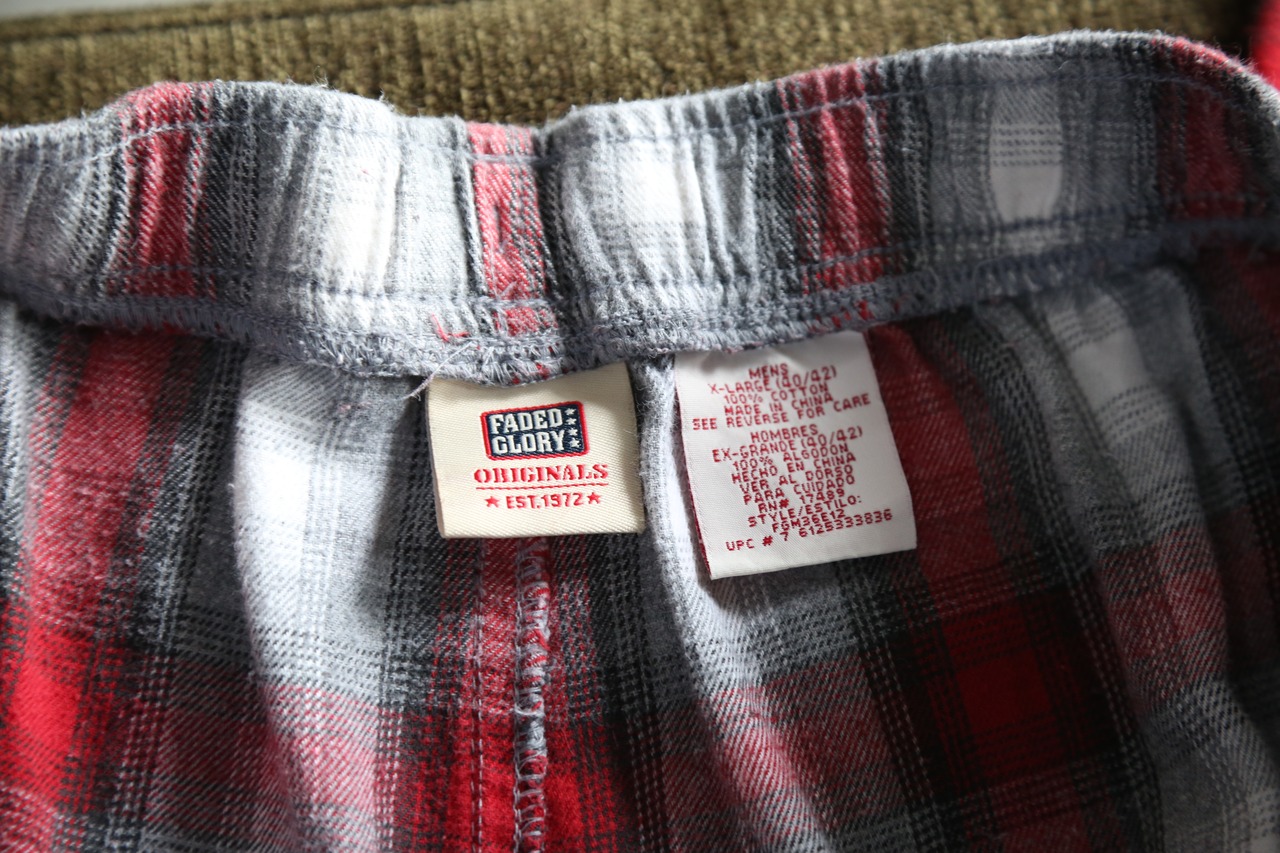 FADED
GLORY
ORIGINALS
EST.1972
MENS
X-LARGE (40/42)
100% COTTON
MADE IN CHINA
SEE REVERSE FOR CARE
HOMBRES
EX-GRANDE (40/42)
100% ALGODON
HECHO EN CHINA
VER AL DORSO
PARA CUIDADO
RN# 17489
STYLE/ESTILO:
FGM36E12
UPC # 7 6125333836